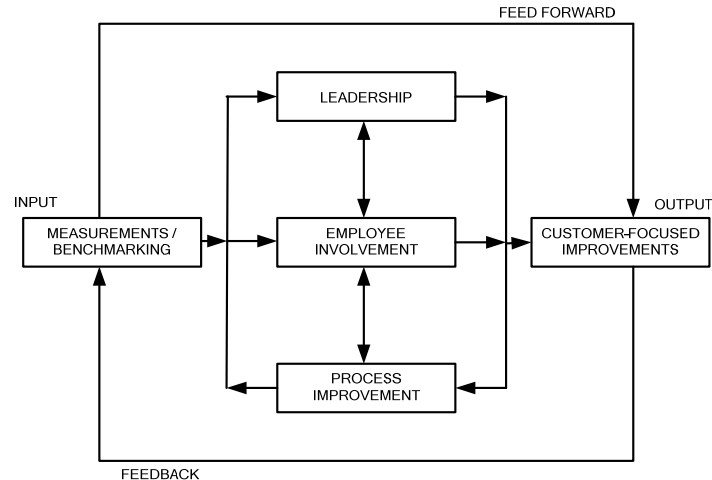 FEED FORWARD
LEADERSHIP
INPUT
OUTPUT
MEASUREMENTS /
BENCHMARKING
EMPLOYEE
INVOLVEMENT
CUSTOMER-FOCUSED
IMPROVEMENTS
PROCESS
IMPROVEMENT
FEEDBACK